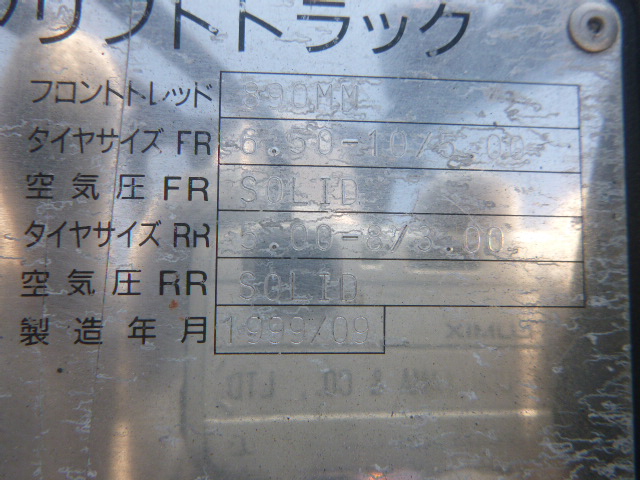 フトトラック
フロントトレッド 890MM
タイヤサイズ FR 6.50-10/5.00
空気圧 FR SOLID
タイヤサイズ RR 5.00-8/3.00
空気圧 RR SOLID
製造年月 1999/09
& CO., LTD